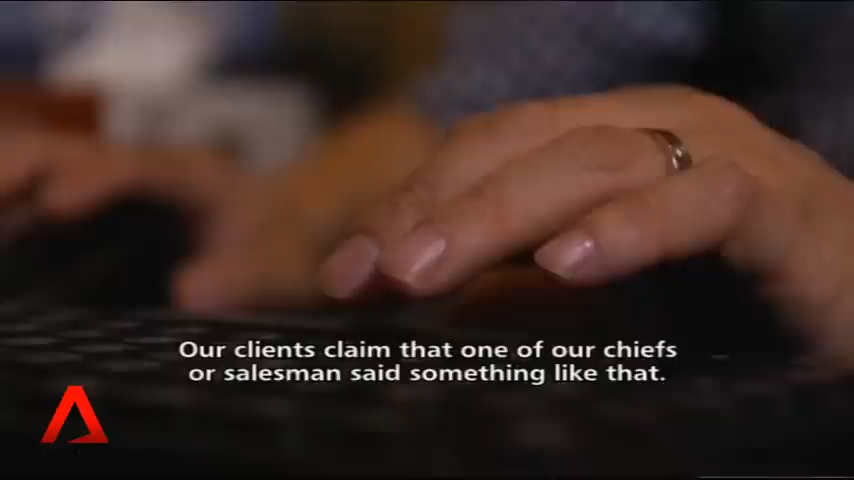 Our clients claim that one of our chiefs
or salesman said something like that.